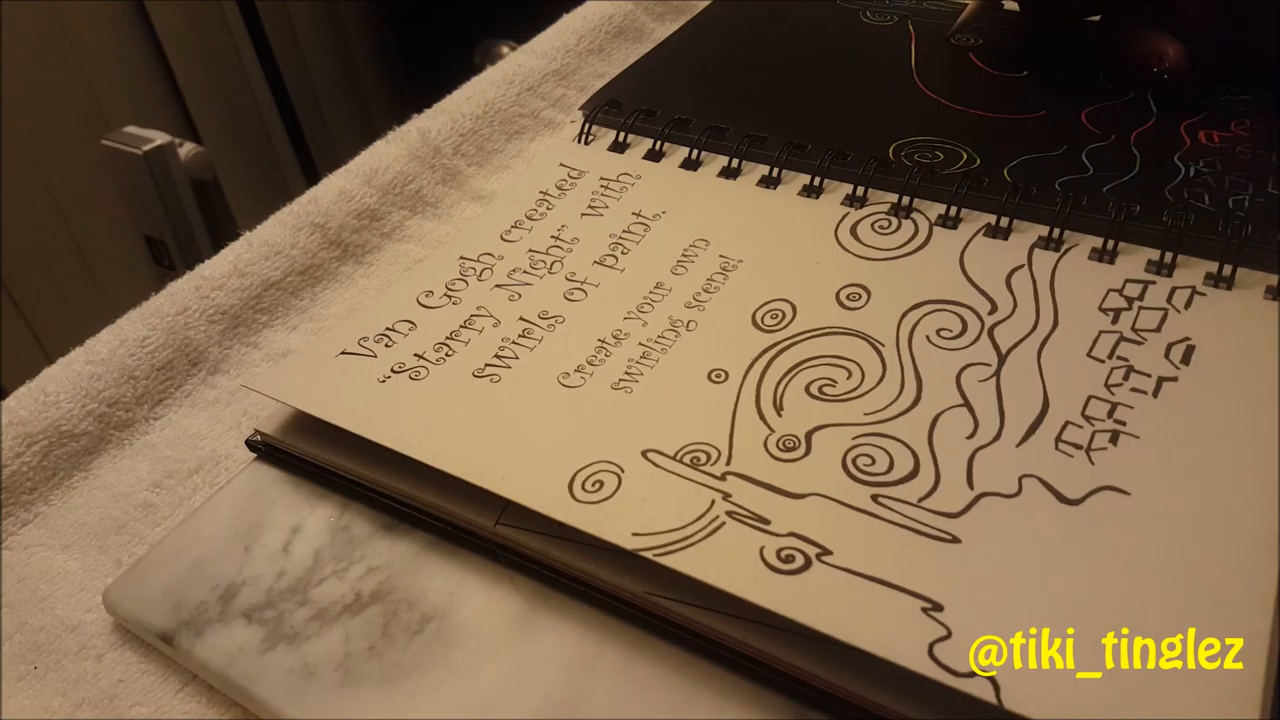 Van Gogh created
"Starry Night" with
swirls of paint.
Create your own
swirling scene!
@tiki_tinglez